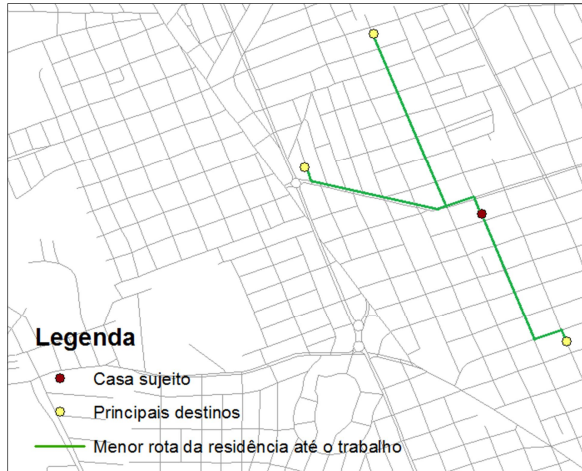 Legenda
Casa sujeito
Principais destinos
Menor rota da residência até o trabalho